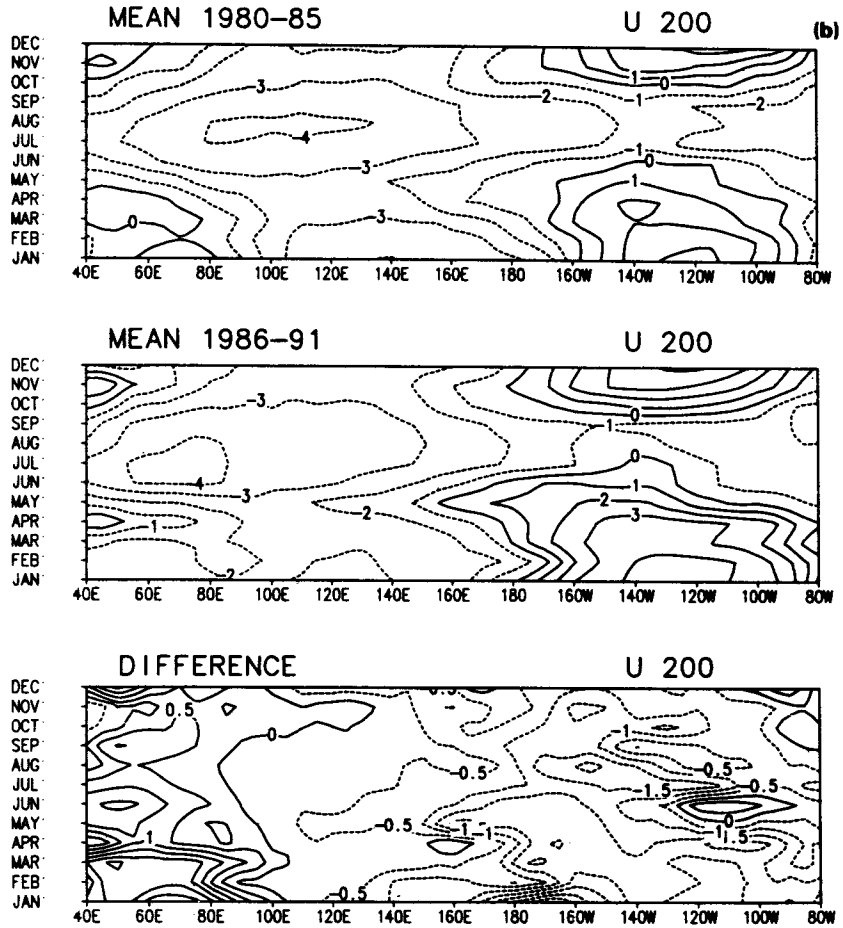 MEAN 1980-85 U 200 (b)
DEC
NOV
OCT
SEP
AUG
JUL
JUN
MAY
APR
MAR
FEB
JAN
-3
-4
3
-3
0
1
0
-2
-1
-2
-1
0
1
40E 60E 80E 100E 120E 140E 160E 180 160W 140W 120W 100W 80W
MEAN 1986-91 U 200
DEC
NOV
OCT
SEP
AUG
JUL
JUN
MAY
APR
MAR
FEB
JAN
-3
4
3
1
2
-2
0
-1
0
1
2
3
40E 60E 80E 100E 120E 140E 160E 180 160W 140W 120W 100W 80W
DIFFERENCE U 200
DEC
NOV
OCT
SEP
AUG
JUL
JUN
MAY
APR
MAR
FEB
JAN
0.5
0
-1
-0.5
-0.5
-1.5
-0.5
-0.5
1
1
0
-1
1.5
1
-0.5
40E 60E 80E 100E 120E 140E 160E 180 160W 140W 120W 100W 80W